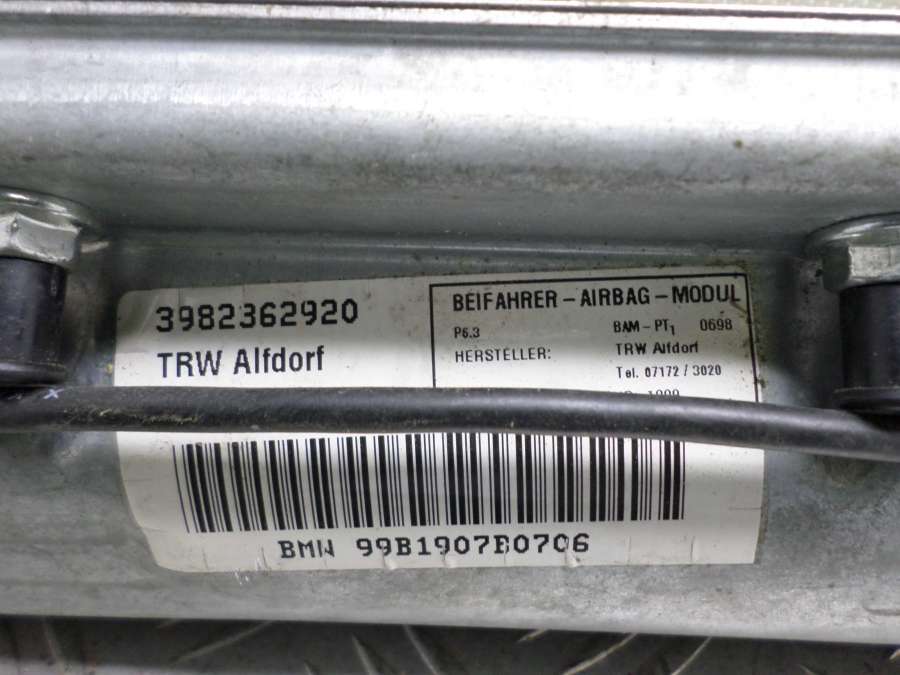 3982362920
TRW Alfdorf
BEIFAHRER-AIRBAG-MODUL
P6.3 BAM-PT1 0698
HERSTELLER: TRW Alfdorf
Tel. 07172/3020
BMW 99B1907B0706